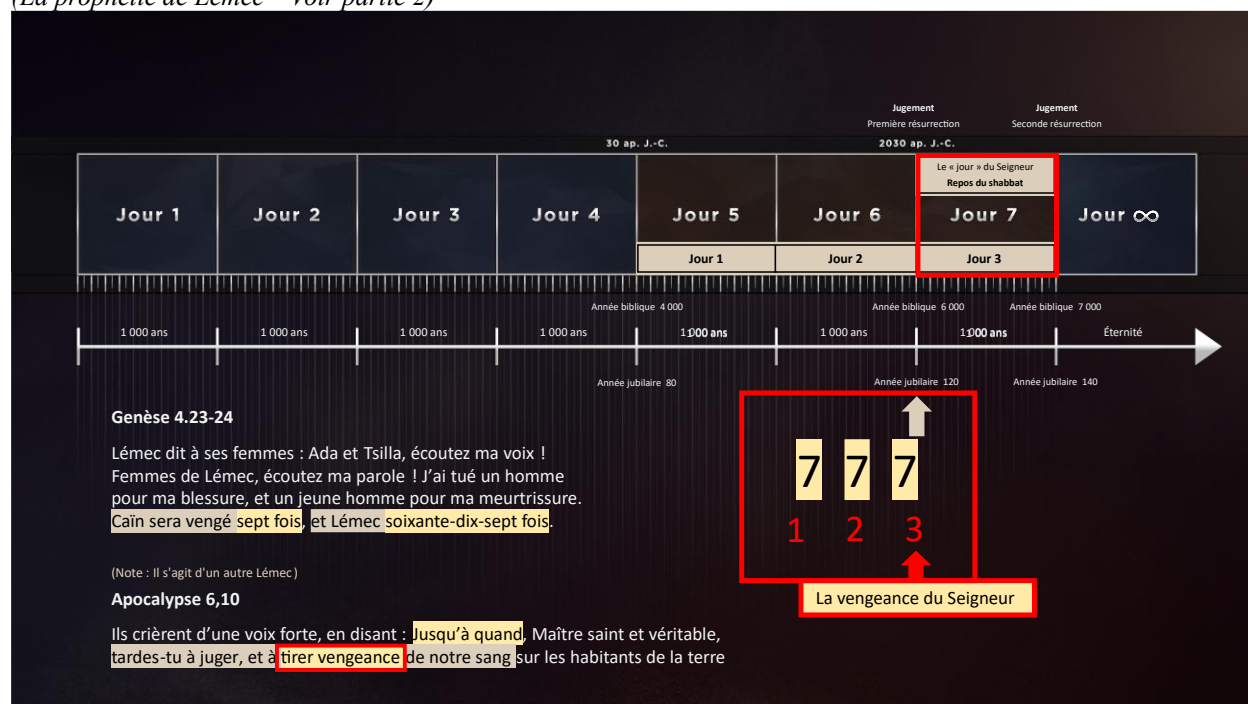 (La prophétie de Lémec – Voir partie 2)
Jugement
Première résurrection
Jugement
Seconde résurrection
30 ap. J.-C.
2030 ap. J.-C.
Le « jour » du Seigneur
Repos du shabbat
Jour 1
Jour 2
Jour 3
Jour 4
Jour 5
Jour 6
Jour 7
Jour ∞
Jour 1
Jour 2
Jour 3
Année biblique 4 000
Année biblique 6 000
Année biblique 7 000
1 000 ans
1 000 ans
1 000 ans
1 000 ans
1 000 ans
1 000 ans
1 000 ans
Éternité
Année jubilaire 80
Année jubilaire 120
Année jubilaire 140
Genèse 4.23-24
Lémec dit à ses femmes : Ada et Tsilla, écoutez ma voix !
Femmes de Lémec, écoutez ma parole ! J’ai tué un homme
pour ma blessure, et un jeune homme pour ma meurtrissure.
Caïn sera vengé sept fois, et Lémec soixante-dix-sept fois.
7 7 7
1 2 3
La vengeance du Seigneur
(Note : Il s'agit d'un autre Lémec)
Apocalypse 6,10
Ils crièrent d’une voix forte, en disant : Jusqu’à quand, Maître saint et véritable,
tardes-tu à juger, et à tirer vengeance de notre sang sur les habitants de la terre